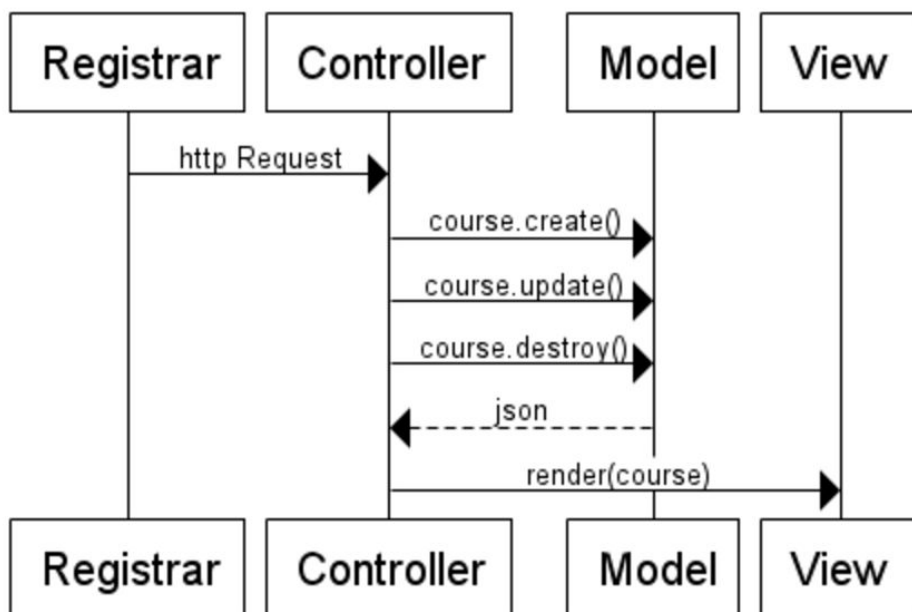 Registrar Controller Model View
http Request
course.create()
course.update()
course.destroy()
json
render(course)
Registrar Controller Model View